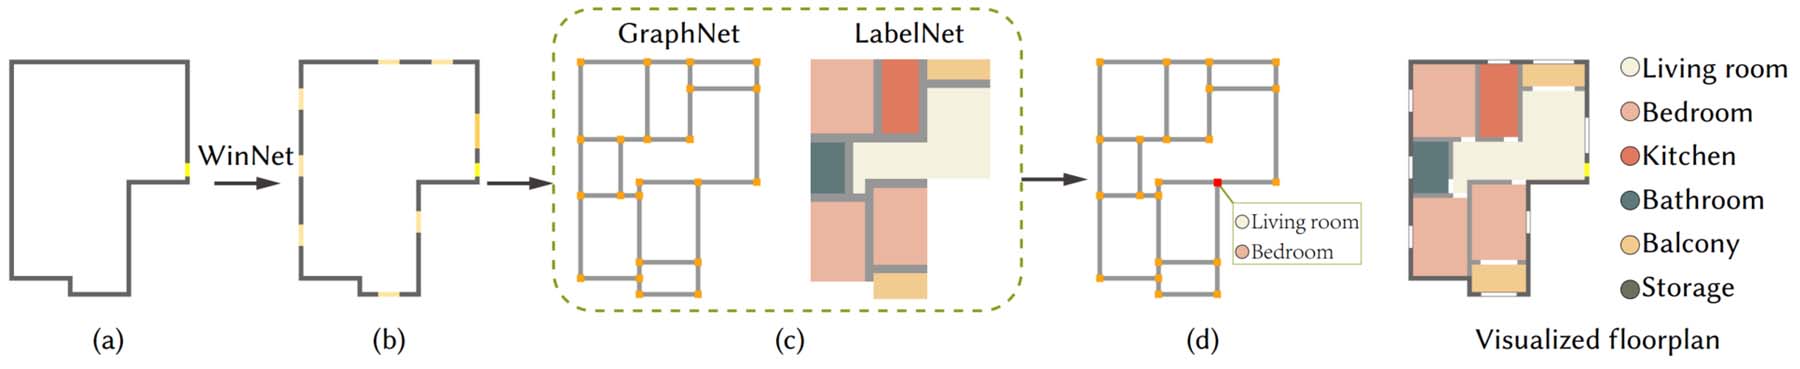 GraphNet
LabelNet
WinNet
Living room
Bedroom
Living room
Bedroom
Kitchen
Bathroom
Balcony
Storage
(a)
(b)
(c)
(d)
Visualized floorplan